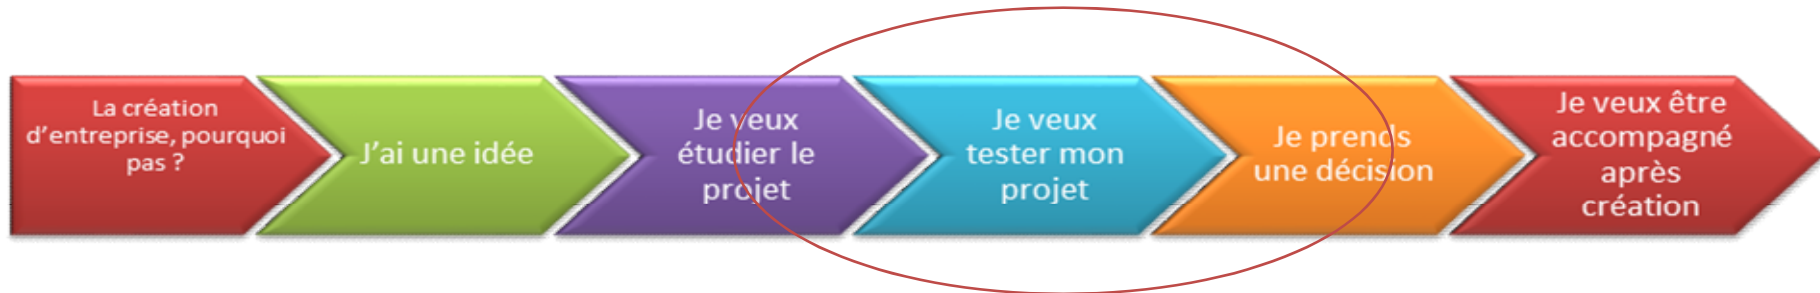 La création
d’entreprise, pourquoi
pas ?
J’ai une idée
Je veux
étudier le
projet
Je veux
tester mon
projet
Je prends
une décision
Je veux être
accompagné
après
création